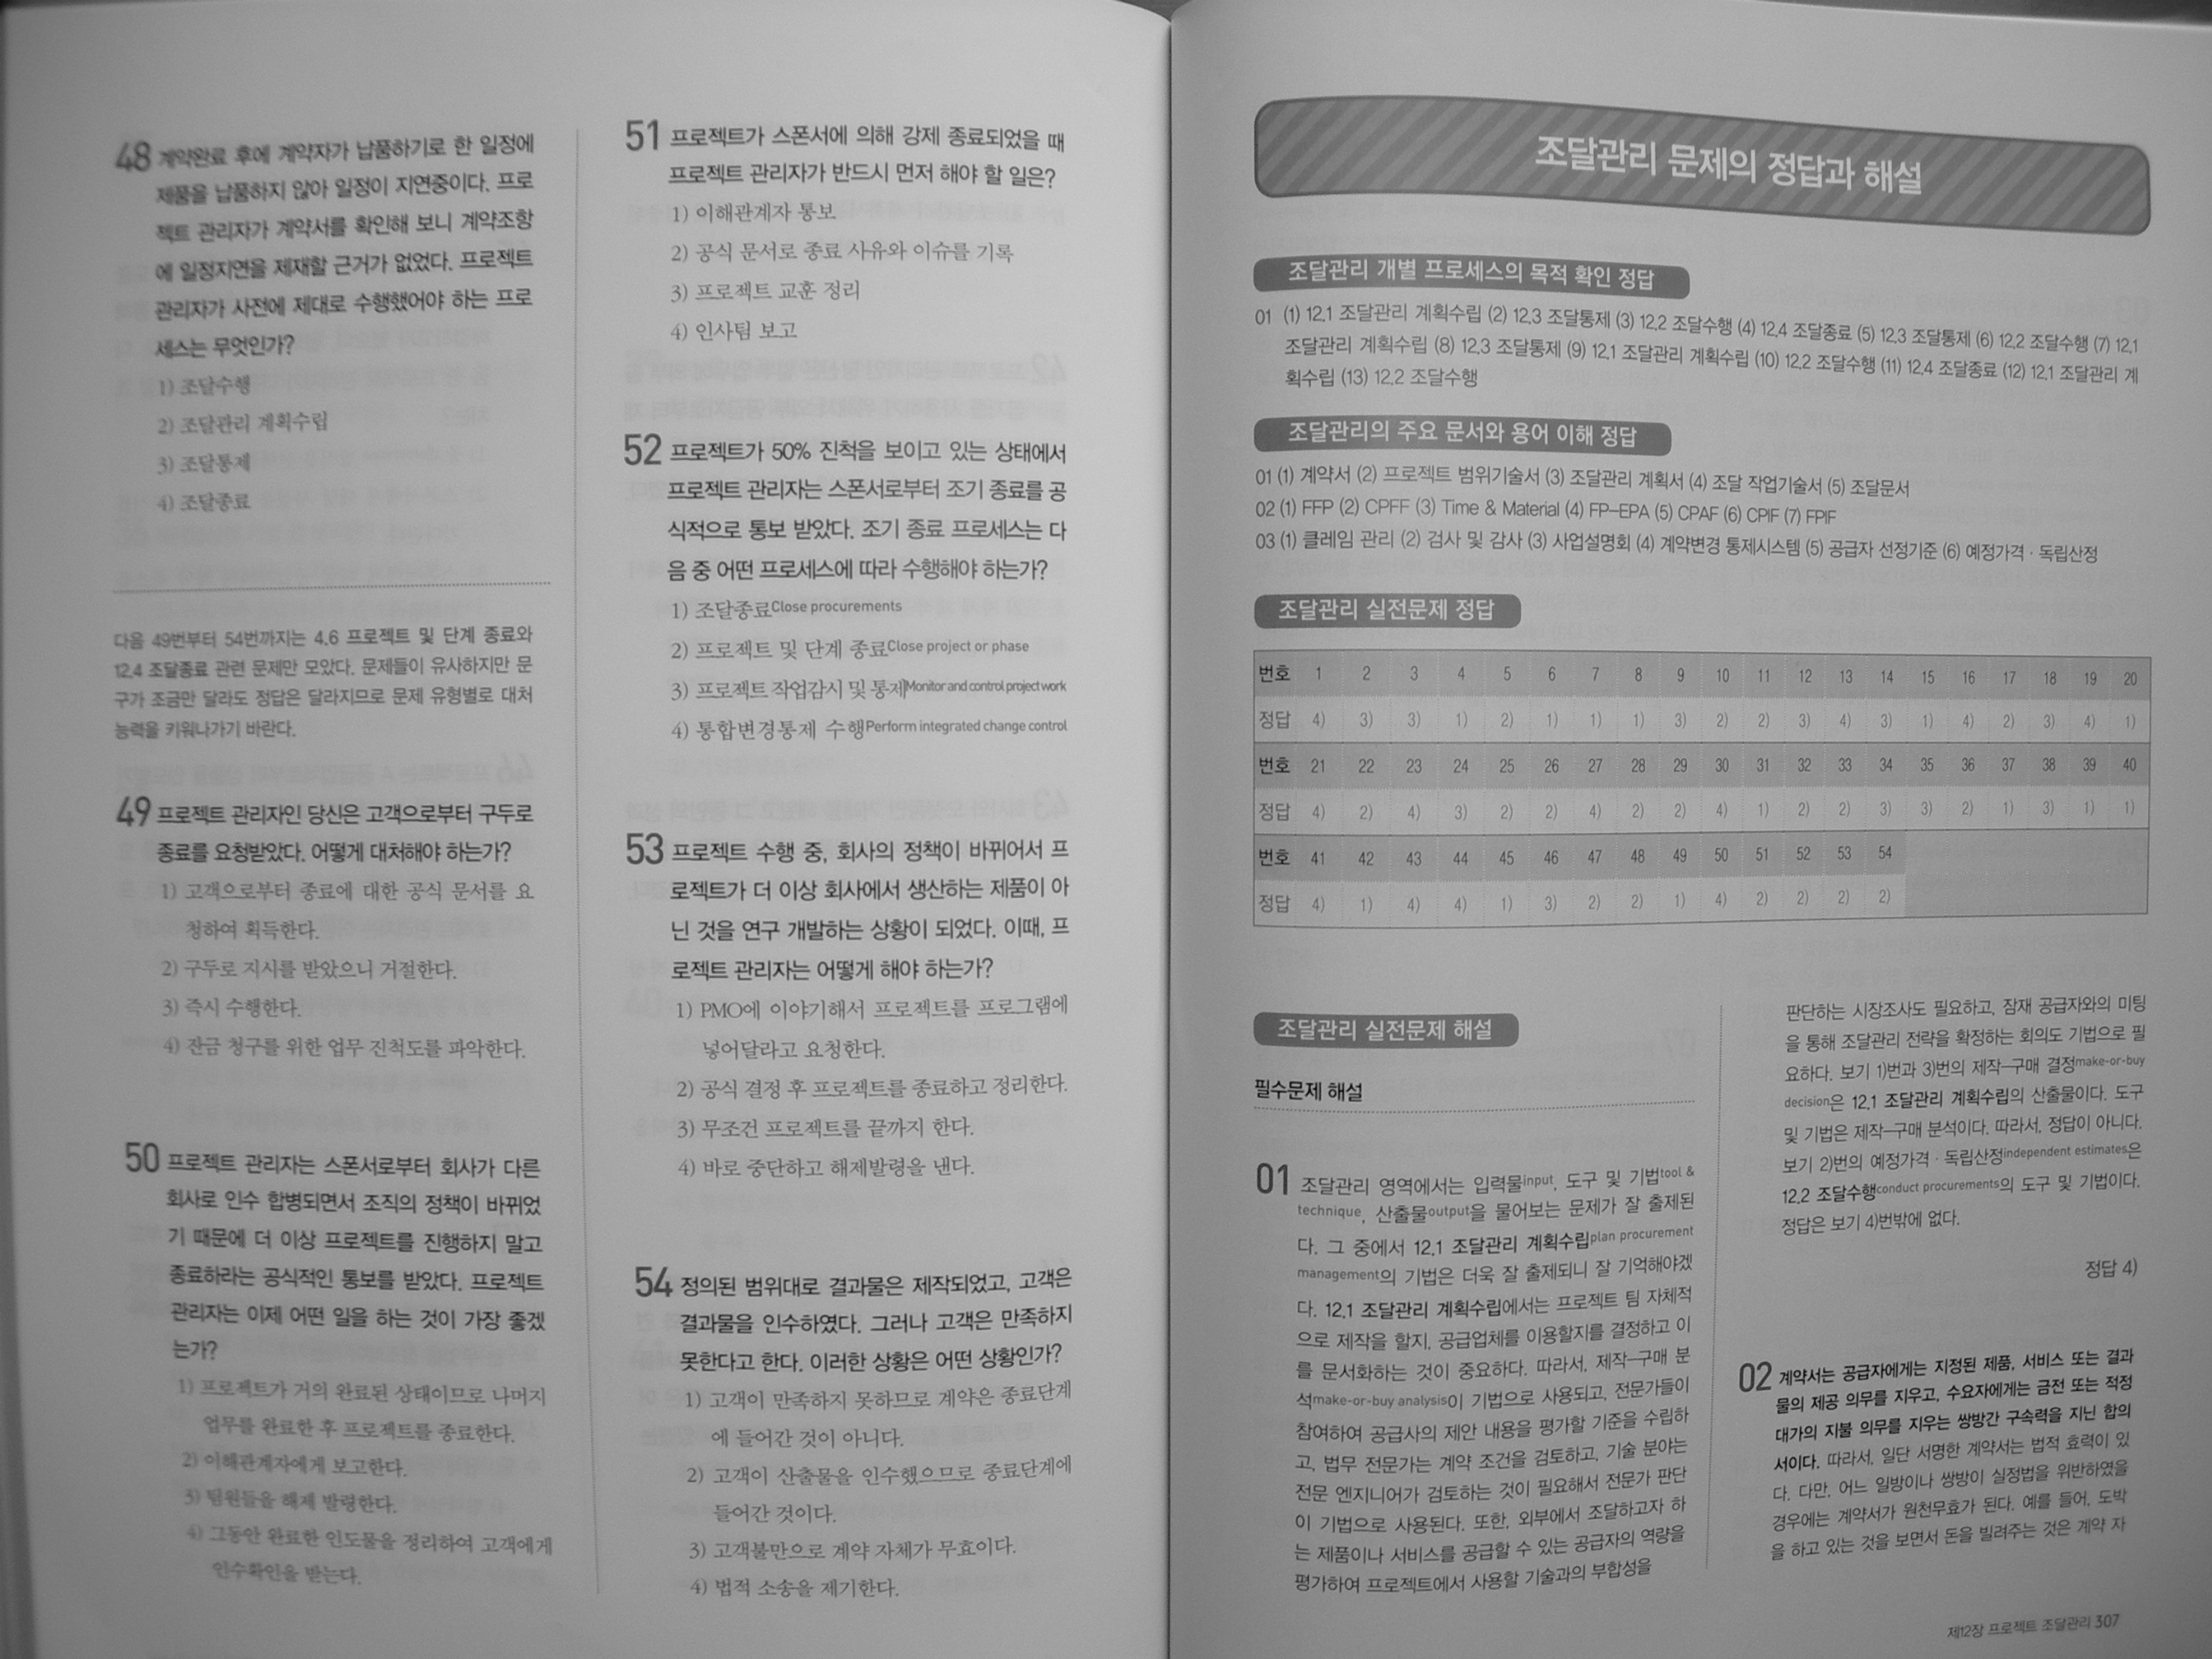 48 계약완료 후에 계약자가 납품하기로 한 일정에
제품을 납품하지 않아 일정이 지연중이다. 프로
젝트 관리자가 계약서를 확인해 보니 계약조항
에 일정지연을 제재할 근거가 없었다. 프로젝트
관리자가 사전에 제대로 수행했어야 하는 프로
세스는 무엇인가?
1) 조달수행
2) 조달관리 계획수립
3) 조달통제
4) 조달종료
다음 49번부터 54번까지는 4.6 프로젝트 및 단계 종료와
12.4 조달종료 관련 문제만 모았다. 문제들이 유사하지만 문
구가 조금만 달라도 정답은 달라지므로 문제 유형별로 대처
능력을 키워나가기 바란다.
49 프로젝트 관리자인 당신은 고객으로부터 구두로
종료를 요청받았다. 어떻게 대처해야 하는가?
1) 고객으로부터 종료에 대한 공식 문서를 요
청하여 획득한다.
2) 구두로 지시를 받았으니 거절한다.
3) 즉시 수행한다.
4) 잔금 청구를 위한 업무 진척도를 파악한다.
50 프로젝트 관리자는 스폰서로부터 회사가 다른
회사로 인수 합병되면서 조직의 정책이 바뀌었
기 때문에 더 이상 프로젝트를 진행하지 말고
종료하라는 공식적인 통보를 받았다. 프로젝트
관리자는 이제 어떤 일을 하는 것이 가장 좋겠
는가?
1) 프로젝트가 거의 완료된 상태이므로 나머지
업무를 완료한 후 프로젝트를 종료한다.
2) 이해관계자에게 보고한다.
3) 팀원들을 해제 발령한다.
4) 그동안 완료한 인도물을 정리하여 고객에게
인수확인을 받는다.
51 프로젝트가 스폰서에 의해 강제 종료되었을 때
프로젝트 관리자가 반드시 먼저 해야 할 일은?
1) 이해관계자 통보
2) 공식 문서로 종료 사유와 이슈를 기록
3) 프로젝트 교훈 정리
4) 인사팀 보고
52 프로젝트가 50% 진척을 보이고 있는 상태에서
프로젝트 관리자는 스폰서로부터 조기 종료를 공
식적으로 통보 받았다. 조기 종료 프로세스는 다
음 중 어떤 프로세스에 따라 수행해야 하는가?
1) 조달종료Close procurements
2) 프로젝트 및 단계 종료Close project or phase
3) 프로젝트 작업감시 및 통제Monitor and control project work
4) 통합변경통제 수행Perform integrated change control
53 프로젝트 수행 중, 회사의 정책이 바뀌어서 프
로젝트가 더 이상 회사에서 생산하는 제품이 아
닌 것을 연구 개발하는 상황이 되었다. 이때, 프
로젝트 관리자는 어떻게 해야 하는가?
1) PMO에 이야기해서 프로젝트를 프로그램에
넣어달라고 요청한다.
2) 공식 결정 후 프로젝트를 종료하고 정리한다.
3) 무조건 프로젝트를 끝까지 한다.
4) 바로 중단하고 해제발령을 낸다.
54 정의된 범위대로 결과물은 제작되었고, 고객은
결과물을 인수하였다. 그러나 고객은 만족하지
못한다고 한다. 이러한 상황은 어떤 상황인가?
1) 고객이 만족하지 못하므로 계약은 종료단계
에 들어간 것이 아니다.
2) 고객이 산출물을 인수했으므로 종료단계에
들어간 것이다.
3) 고객불만으로 계약 자체가 무효이다.
4) 법적 소송을 제기한다.
조달관리 문제의 정답과 해설
조달관리 개별 프로세스의 목적 확인 정답
01 (1) 12.1 조달관리 계획수립 (2) 12.3 조달통제 (3) 12.2 조달수행 (4) 12.4 조달종료 (5) 12.3 조달통제 (6) 12.2 조달수행 (7) 12.1
조달관리 계획수립 (8) 12.3 조달통제 (9) 12.1 조달관리 계획수립 (10) 12.2 조달수행 (11) 12.4 조달종료 (12) 12.1 조달관리 계
획수립 (13) 12.2 조달수행
조달관리의 주요 문서와 용어 이해 정답
01 (1) 계약서 (2) 프로젝트 범위기술서 (3) 조달관리 계획서 (4) 조달 작업기술서 (5) 조달문서
02 (1) FFP (2) CPFF (3) Time & Material (4) FP-EPA (5) CPAF (6) CPIF (7) FPIF
03 (1) 클레임 관리 (2) 검사 및 감사 (3) 사업설명회 (4) 계약변경 통제시스템 (5) 공급자 선정기준 (6) 예정가격 · 독립산정
조달관리 실전문제 정답
번호 1 2 3 4 5 6 7 8 9 10 11 12 13 14 15 16 17 18 19 20
정답 4) 3) 3) 1) 2) 1) 1) 1) 3) 2) 2) 3) 4) 3) 1) 4) 2) 3) 4) 1)
번호 21 22 23 24 25 26 27 28 29 30 31 32 33 34 35 36 37 38 39 40
정답 4) 2) 4) 3) 2) 2) 4) 2) 2) 4) 1) 2) 2) 3) 3) 2) 1) 3) 1) 1)
번호 41 42 43 44 45 46 47 48 49 50 51 52 53 54
정답 4) 1) 4) 4) 1) 3) 2) 2) 1) 4) 2) 2) 2) 2)
조달관리 실전문제 해설
필수문제 해설
01 조달관리 영역에서는 입력물input, 도구 및 기법tool &
technique, 산출물output을 물어보는 문제가 잘 출제된
다. 그 중에서 12.1 조달관리 계획수립plan procurement
management의 기법은 더욱 잘 출제되니 잘 기억해야겠
다. 12.1 조달관리 계획수립에서는 프로젝트 팀 자체적
으로 제작을 할지, 공급업체를 이용할지를 결정하고 이
를 문서화하는 것이 중요하다. 따라서, 제작-구매 분
석make-or-buy analysis이 기법으로 사용되고, 전문가들이
참여하여 공급사의 제안 내용을 평가할 기준을 수립하
고, 법무 전문가는 계약 조건을 검토하고, 기술 분야는
전문 엔지니어가 검토하는 것이 필요해서 전문가 판단
이 기법으로 사용된다. 또한, 외부에서 조달하고자 하
는 제품이나 서비스를 공급할 수 있는 공급자의 역량을
평가하여 프로젝트에서 사용할 기술과의 부합성을
판단하는 시장조사도 필요하고, 잠재 공급자와의 미팅
을 통해 조달관리 전략을 확정하는 회의도 기법으로 필
요하다. 보기 1)번과 3)번의 제작-구매 결정make-or-buy
decision은 12.1 조달관리 계획수립의 산출물이다. 도구
및 기법은 제작-구매 분석이다. 따라서, 정답이 아니다.
보기 2)번의 예정가격 · 독립산정independent estimates은
12.2 조달수행conduct procurements의 도구 및 기법이다.
정답은 보기 4)번밖에 없다.
정답 4)
02 계약서는 공급자에게는 지정된 제품, 서비스 또는 결과
물의 제공 의무를 지우고, 수요자에게는 금전 또는 적정
대가의 지불 의무를 지우는 쌍방간 구속력을 지닌 합의
서이다. 따라서, 일단 서명한 계약서는 법적 효력이 있
다. 다만, 어느 일방이나 쌍방이 실정법을 위반하였을
경우에는 계약서가 원천무효가 된다. 예를 들어, 도박
을 하고 있는 것을 보면서 돈을 빌려주는 것은 계약 자
제12장 프로젝트 조달관리 307